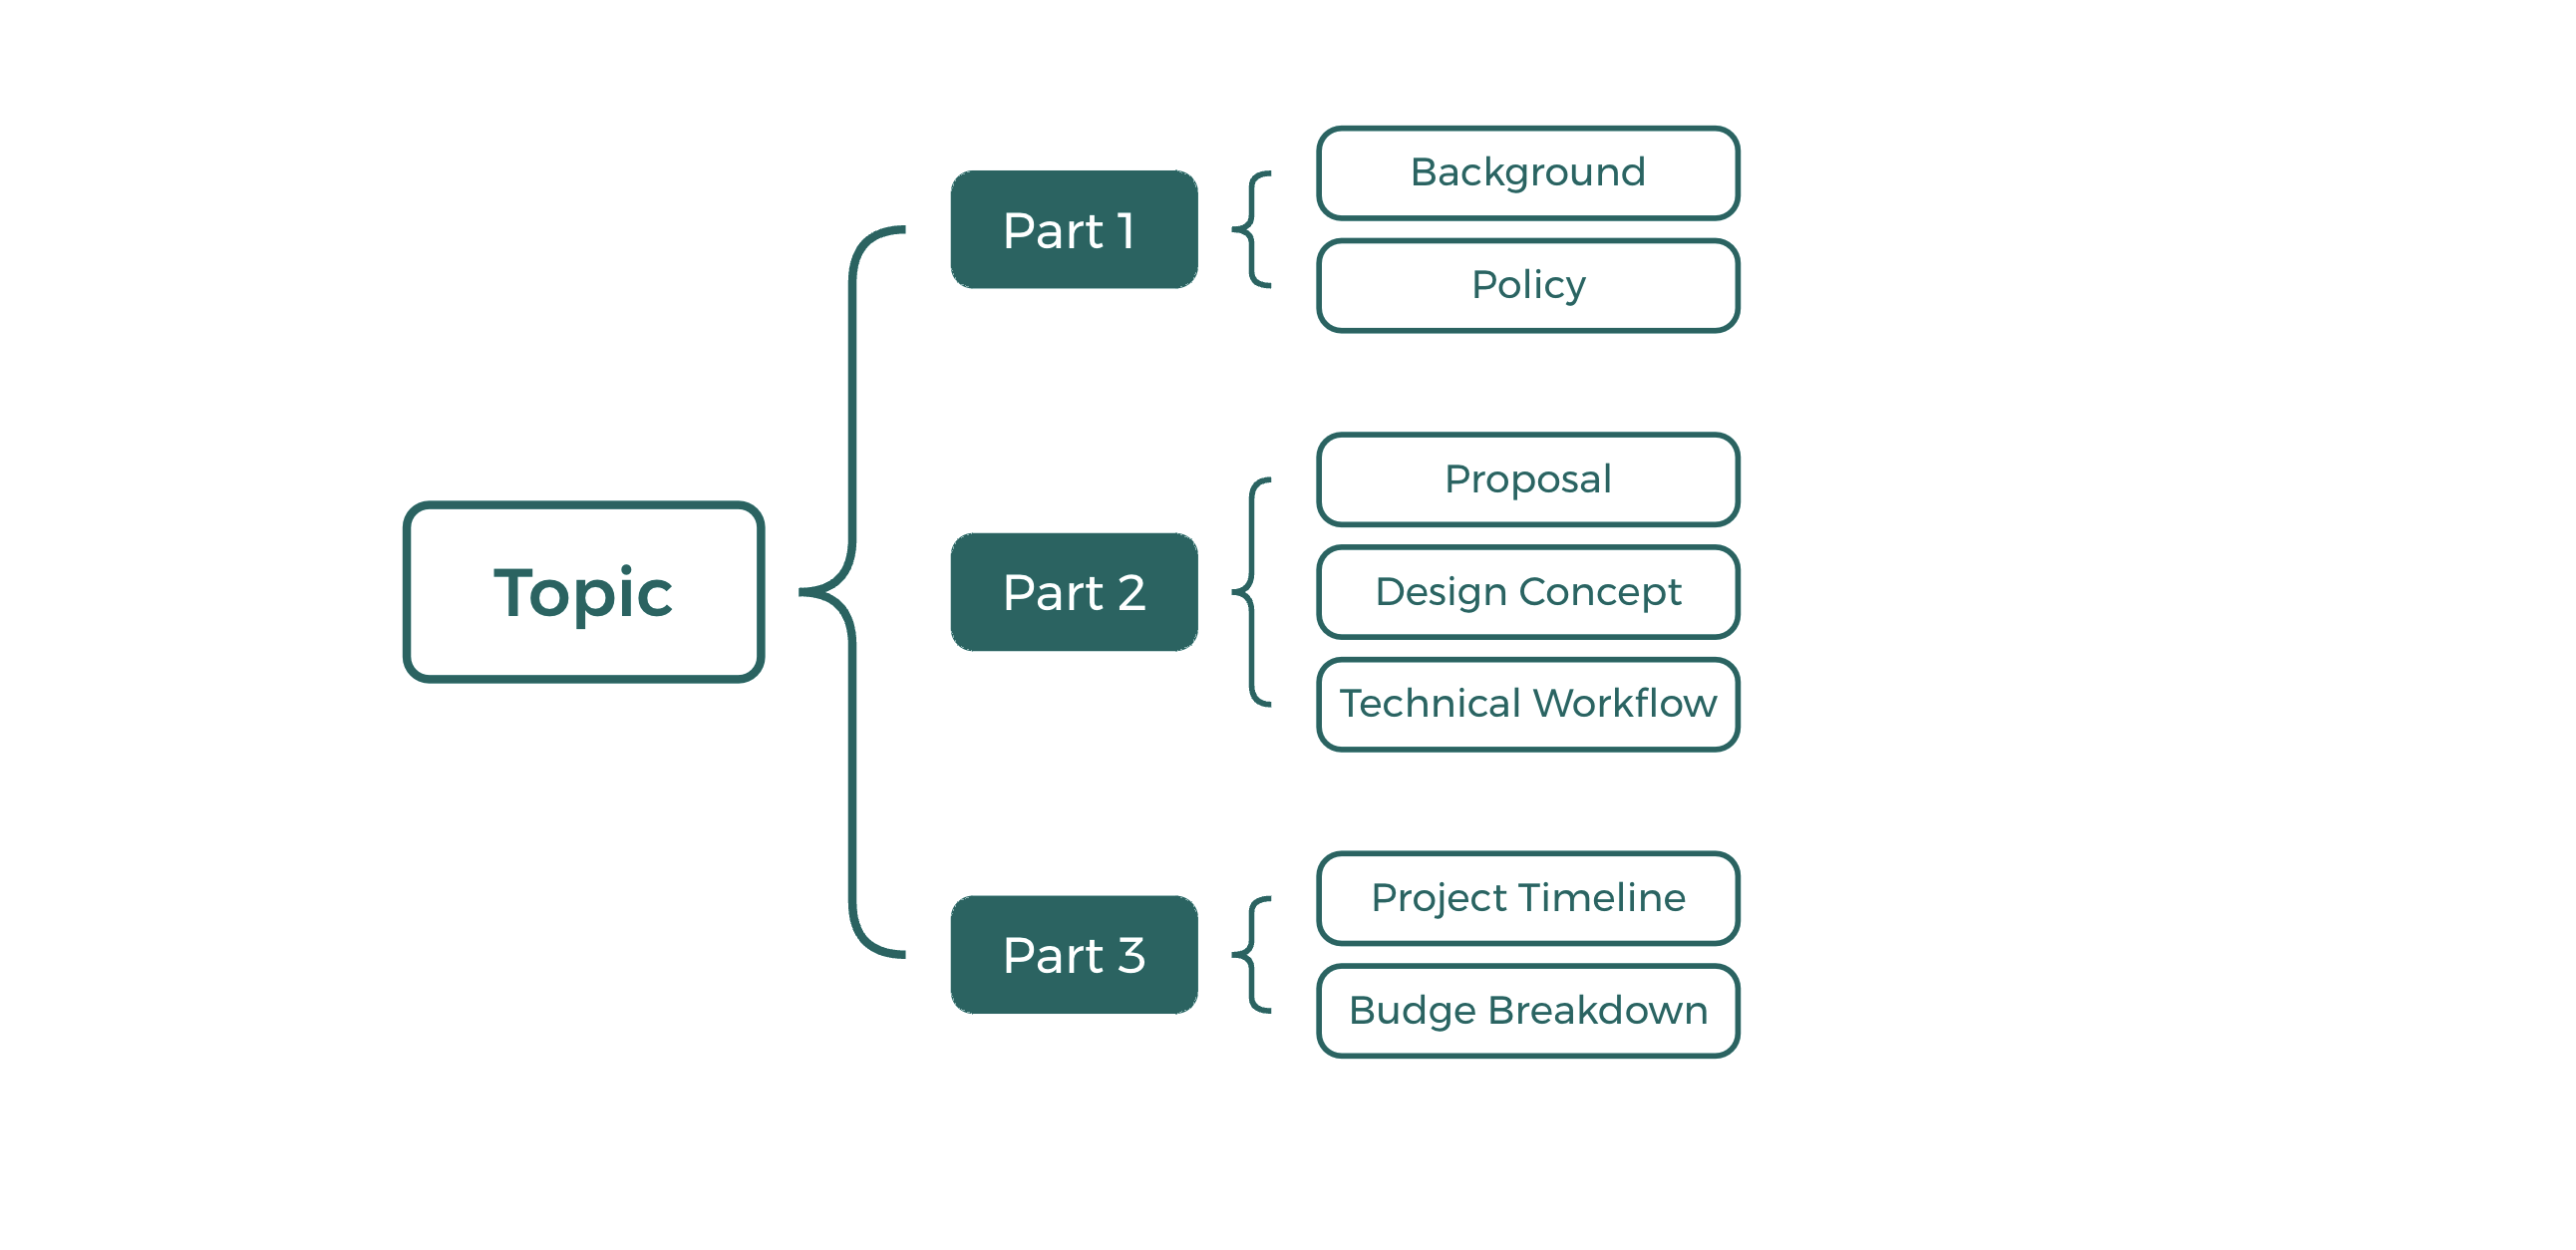 Topic
Part 1
Background
Policy
Part 2
Proposal
Design Concept
Technical Workflow
Part 3
Project Timeline
Budge Breakdown